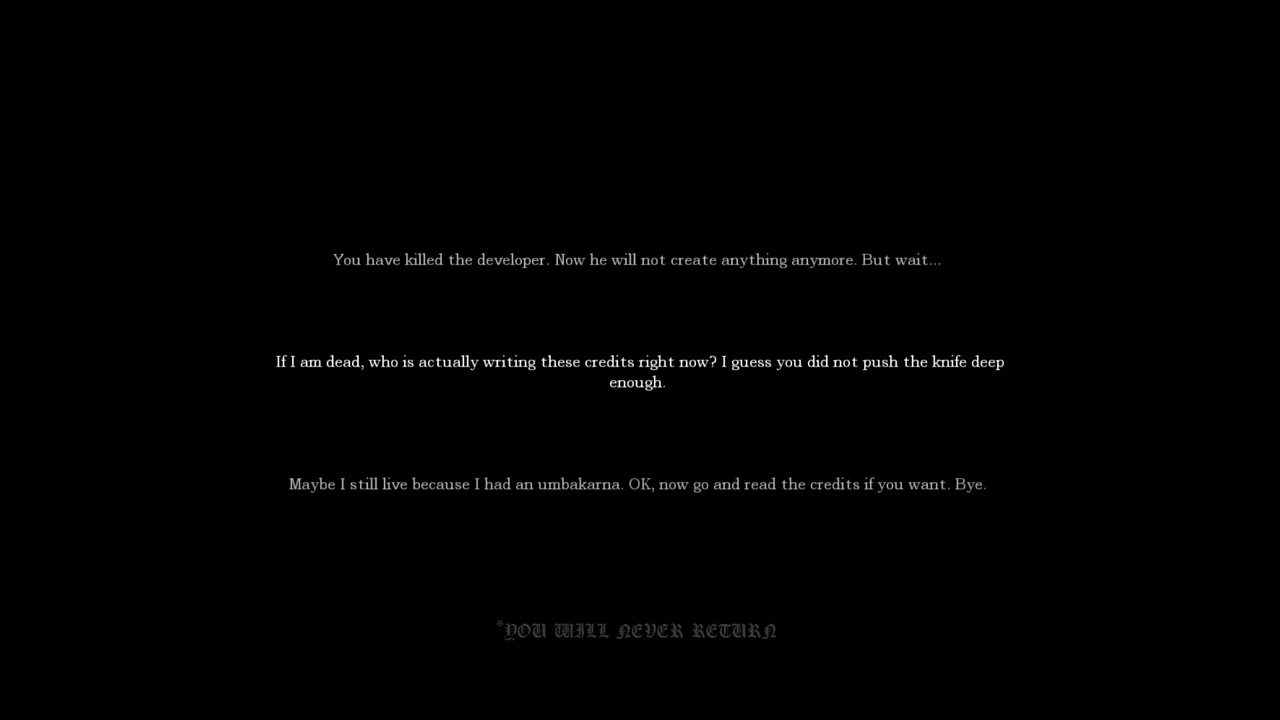 You have killed the developer. Now he will not create anything anymore. But wait...
If I am dead, who is actually writing these credits right now? I guess you did not push the knife deep
enough.
Maybe I still live because I had an umbakarna. OK, now go and read the credits if you want. Bye.
*YOU WILL NEVER RETURN